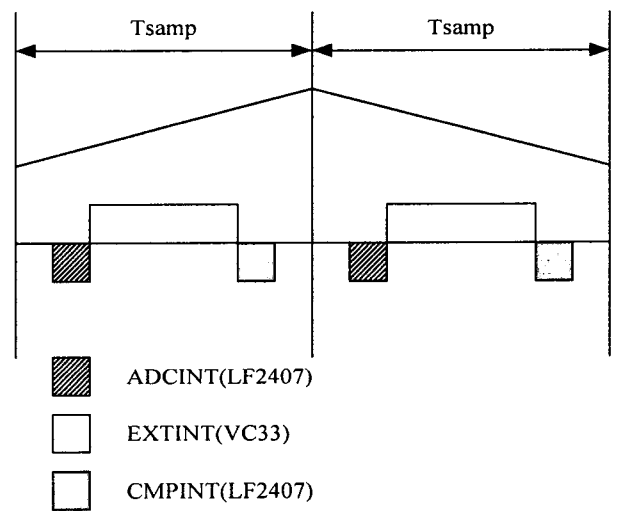 Tsamp
Tsamp
ADCINT(LF2407)
EXTINT(VC33)
CMPINT(LF2407)